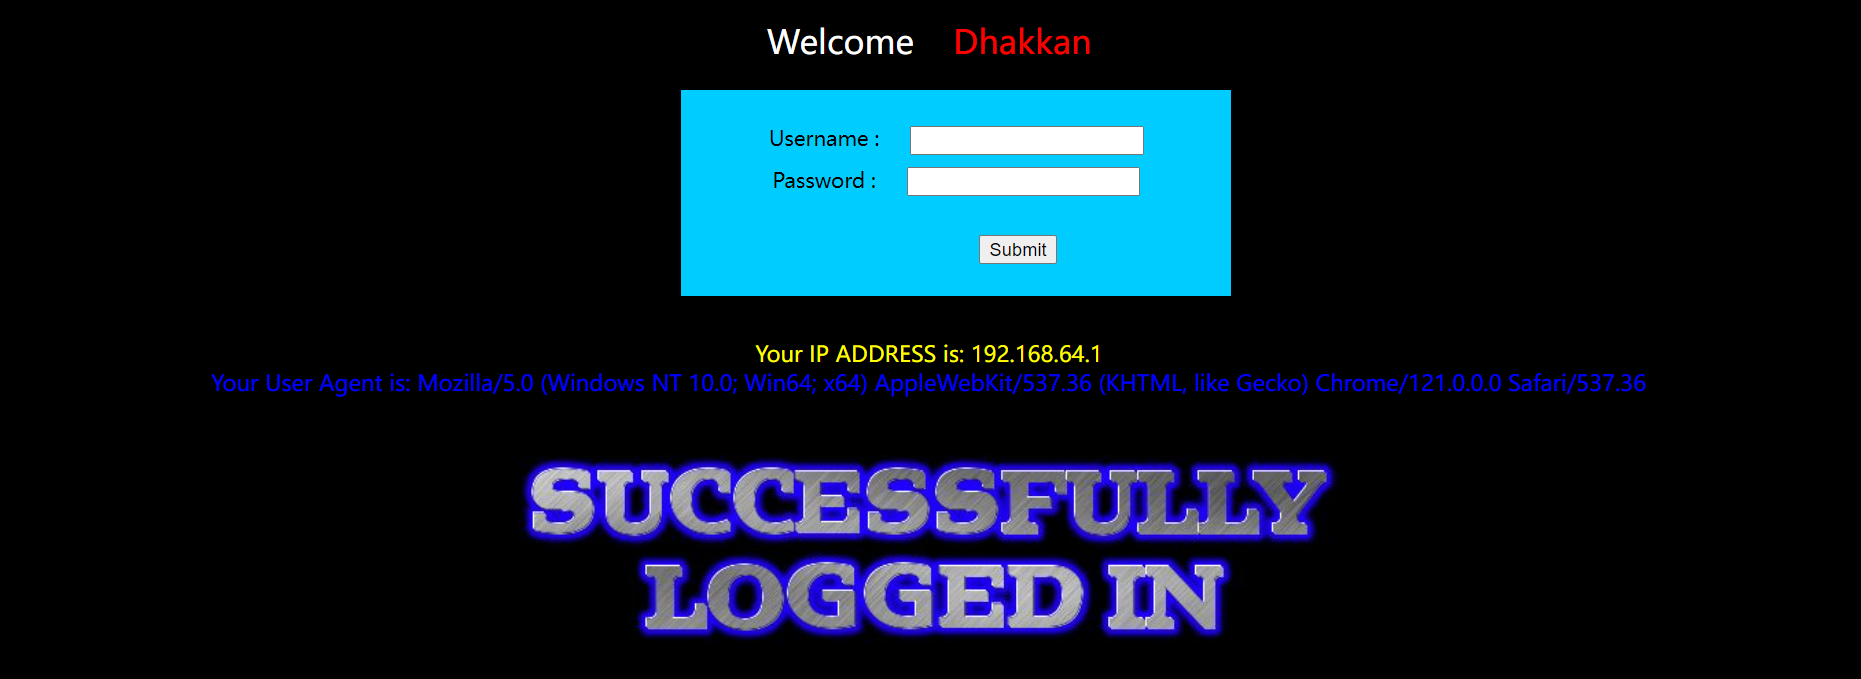 Welcome Dhakkan
Username :
Password :
Submit
Your IP ADDRESS is: 192.168.64.1
Your User Agent is: Mozilla/5.0 (Windows NT 10.0; Win64; x64) AppleWebKit/537.36 (KHTML, like Gecko) Chrome/121.0.0.0 Safari/537.36
SUCCESSFULLY
LOGGED IN